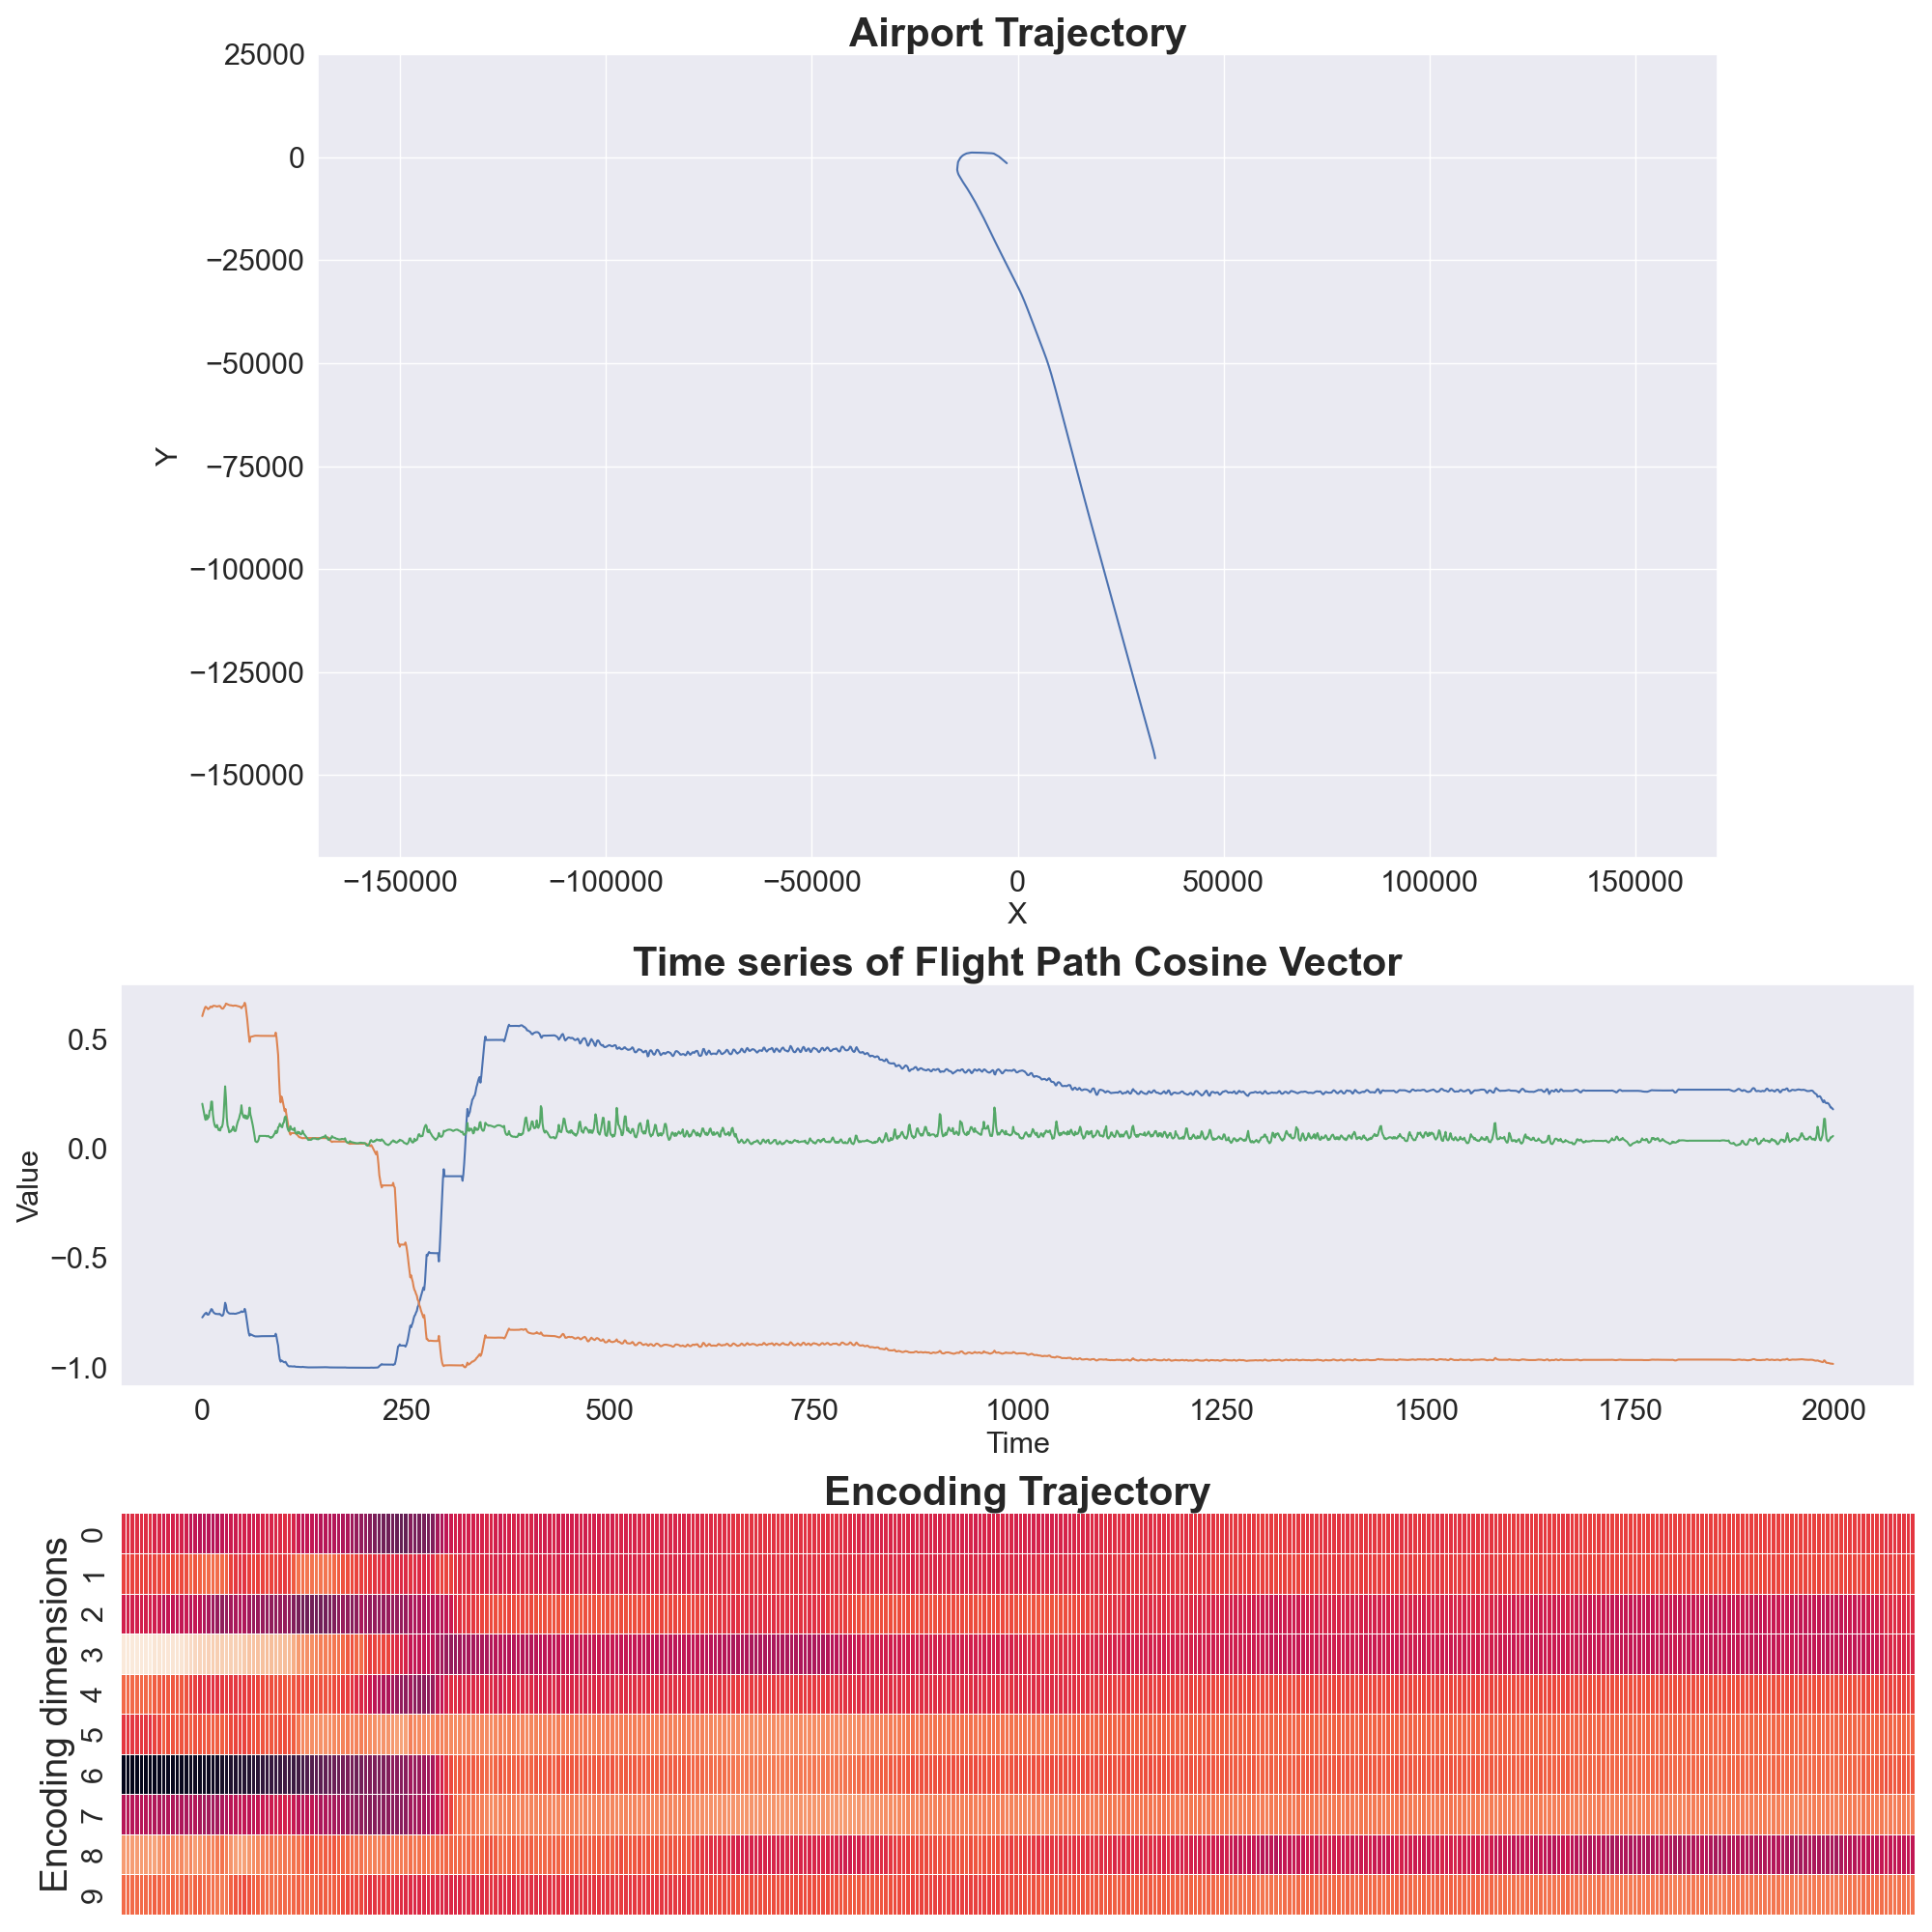 Airport Trajectory
25000
0
−25000
−50000
−75000
−100000
−125000
−150000
Y
−150000 −100000 −50000 0 50000 100000 150000
X
Time series of Flight Path Cosine Vector
0.5
0.0
−0.5
−1.0
Value
0 250 500 750 1000 1250 1500 1750 2000
Time
Encoding Trajectory
Encoding dimensions
0
1
2
3
4
5
6
7
8
9